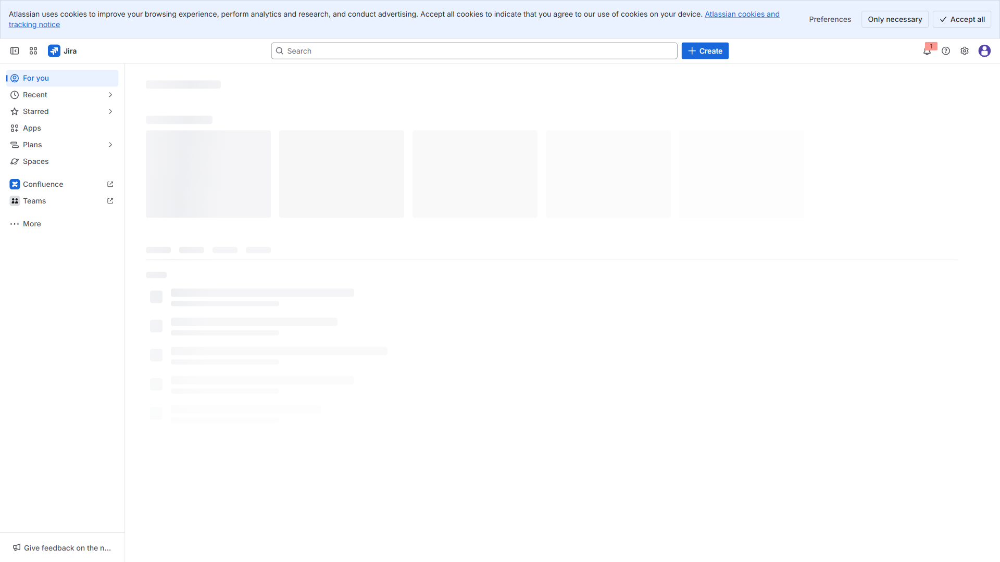 Atlassian uses cookies to improve your browsing experience, perform analytics and research, and conduct advertising. Accept all cookies to indicate that you agree to our use of cookies on your device. Atlassian cookies and
tracking notice
Preferences
Only necessary
Accept all
Jira
Search
Create
1
For you
Recent
Starred
Apps
Plans
Spaces
Confluence
Teams
More
Give feedback on the n...